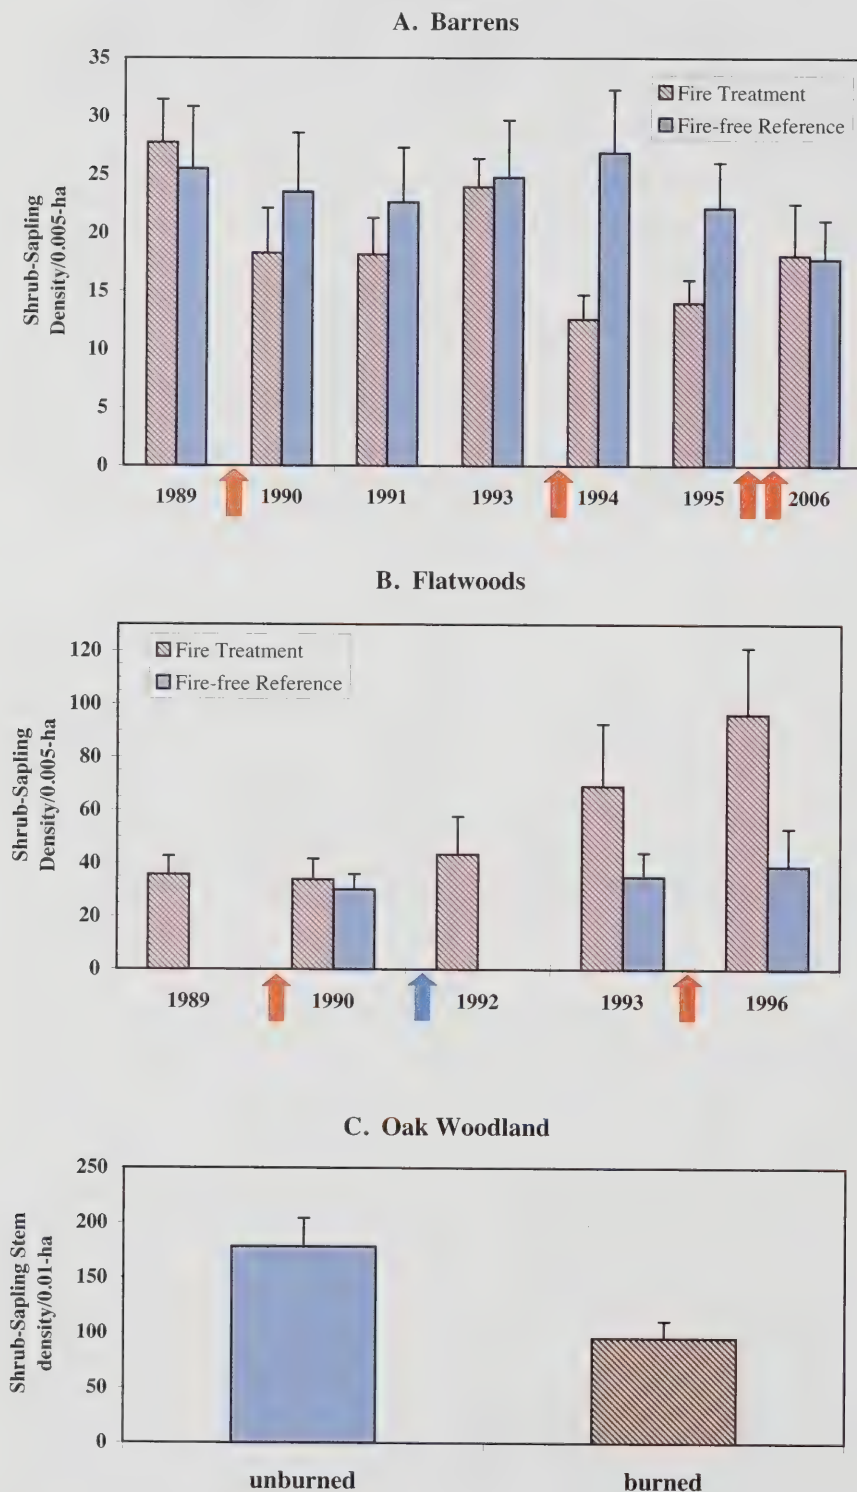 A. Barrens
35
30
25
20
15
10
5
0
Shrub-Sapling
Density/0.005-ha
Fire Treatment
Fire-free Reference
1989 1990 1991 1993 1994 1995 2006
B. Flatwoods
120
100
80
60
40
20
0
Shrub-Sapling
Density/0.005-ha
Fire Treatment
Fire-free Reference
1989 1990 1992 1993 1996
C. Oak Woodland
250
200
150
100
50
0
Shrub-Sapling Stem
density/0.01-ha
unburned burned